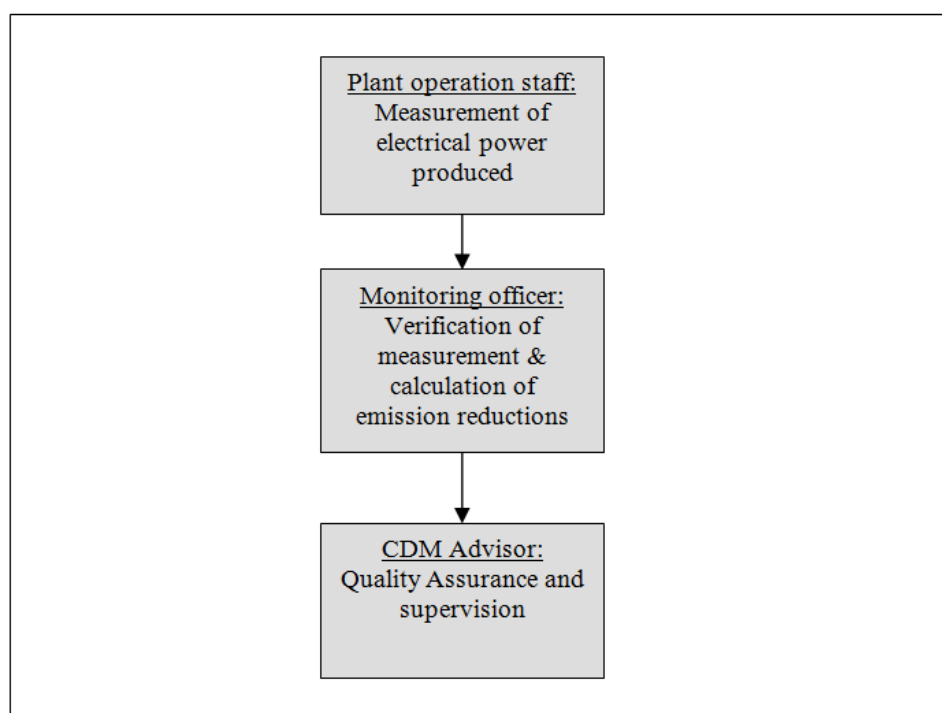 Plant operation staff:
Measurement of
electrical power
produced
Monitoring officer:
Verification of
measurement &
calculation of
emission reductions
CDM Advisor:
Quality Assurance and
supervision